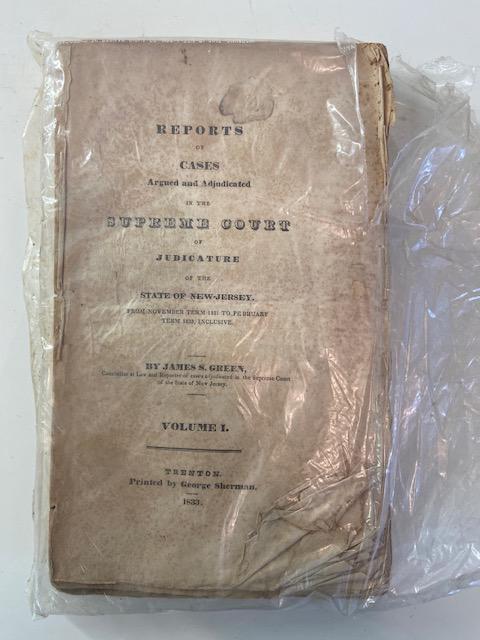 REPORTS
OF
CASES
Argued and Adjudicated
IN THE
SUPREME COURT
OF
JUDICATURE
OF THE
STATE OF NEW-JERSEY.
FROM NOVEMBER TERM 1831 TO FEBRUARY
TERM 1833, INCLUSIVE.
BY JAMES S. GREEN,
Counsellor at Law and Reporter of cases adjudicated in the Supreme Court
of the State of New Jersey.
VOLUME I.
TRENTON.
Printed by George Sherman.
1833.